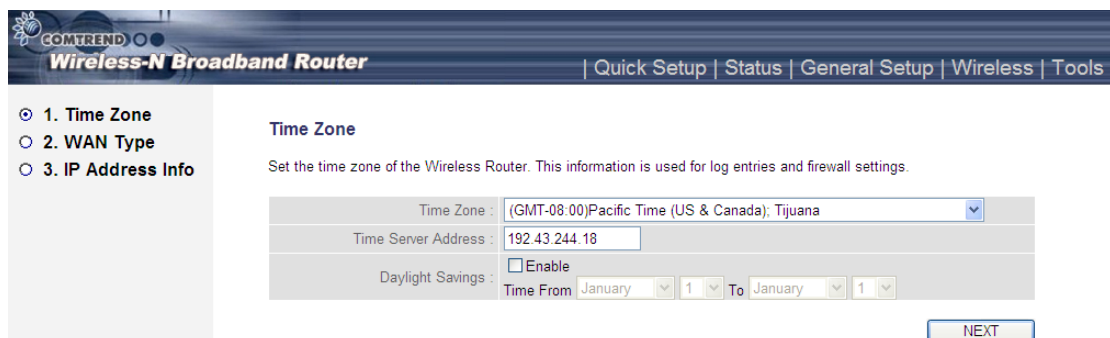 COMTREND
Wireless-N Broadband Router
| Quick Setup | Status | General Setup | Wireless | Tools
1. Time Zone
2. WAN Type
3. IP Address Info
Time Zone
Set the time zone of the Wireless Router. This information is used for log entries and firewall settings.
Time Zone : (GMT-08:00)Pacific Time (US & Canada); Tijuana
Time Server Address : 192.43.244.18
Daylight Savings : Enable
Time From January 1 To January 1
NEXT